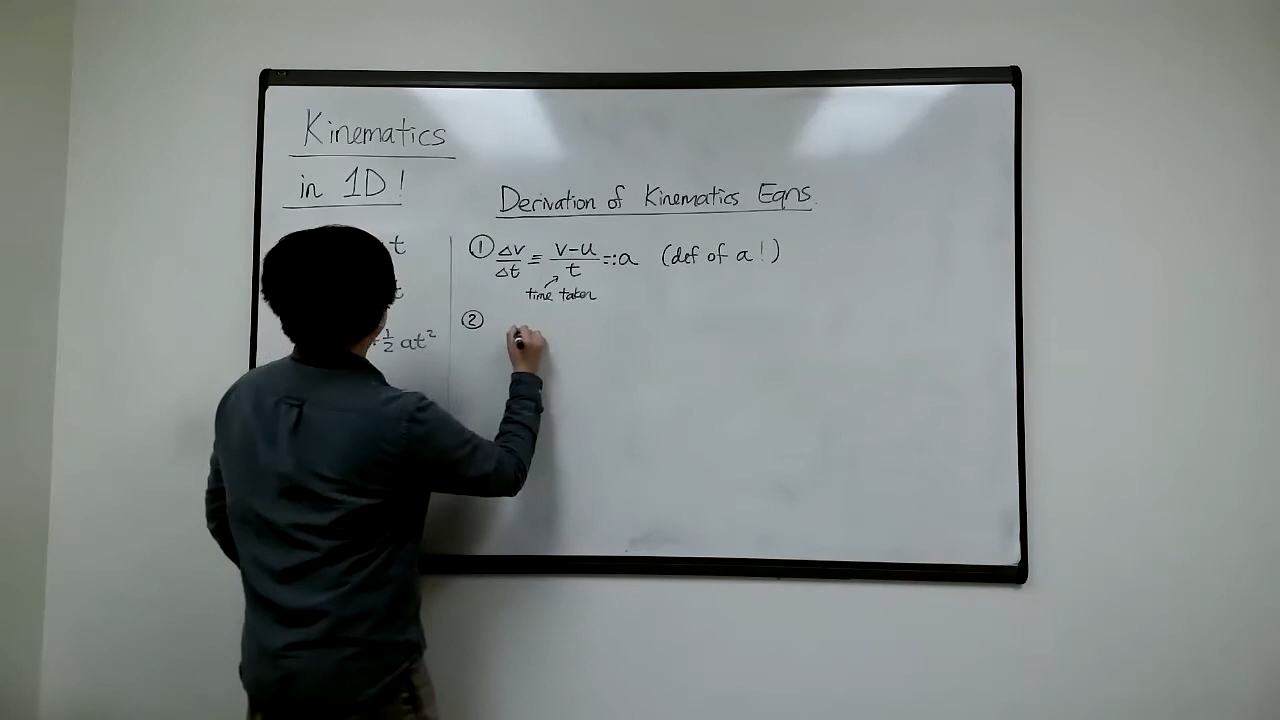 Kinematics
in 1D!
Derivation of Kinematics Eqns.
t
① Δv/Δt ≡ v-u/t =: a (def of a!)
time taken
②
1/2 at²